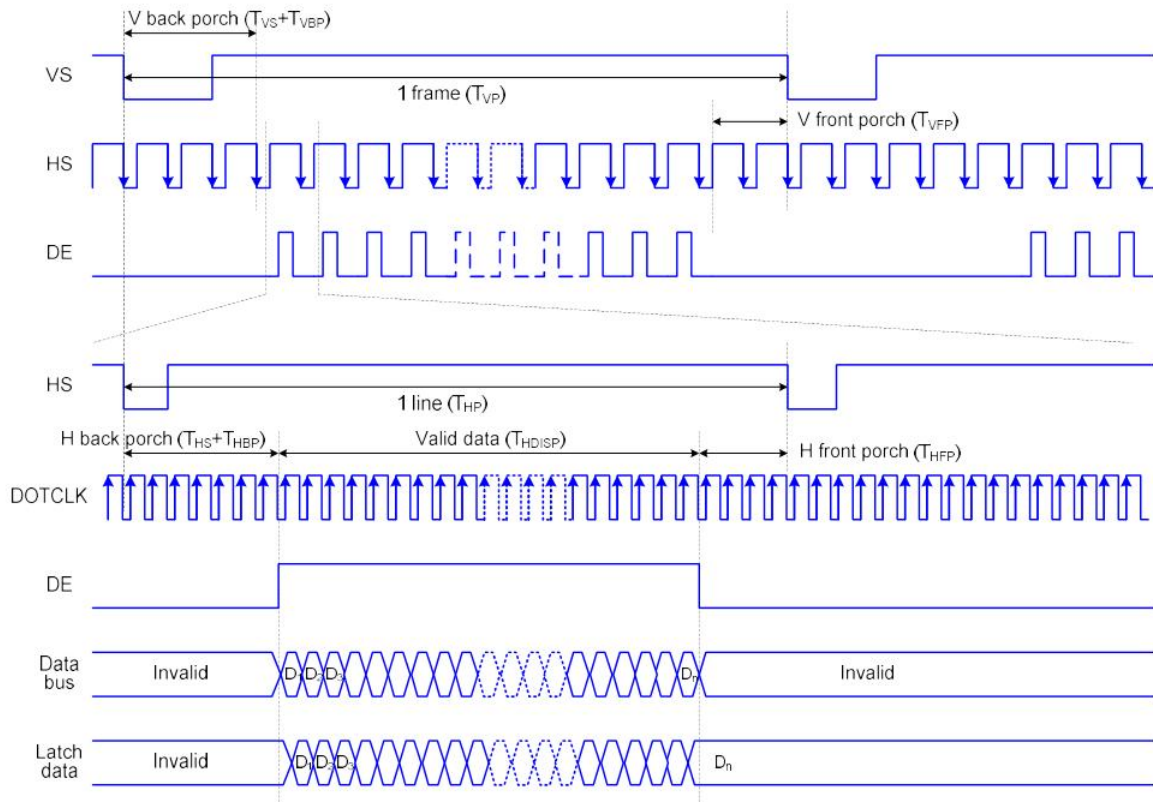 V back porch (TVS+TVBP)
VS
1 frame (TVP)
V front porch (TVFP)
HS
DE
HS
1 line (THP)
H back porch (THS+THBP)
Valid data (THDISP)
H front porch (THFP)
DOTCLK
DE
Data
bus
Invalid
D1 D2 D3
Dn
Invalid
Latch
data
Invalid
D1 D2 D3
Dn